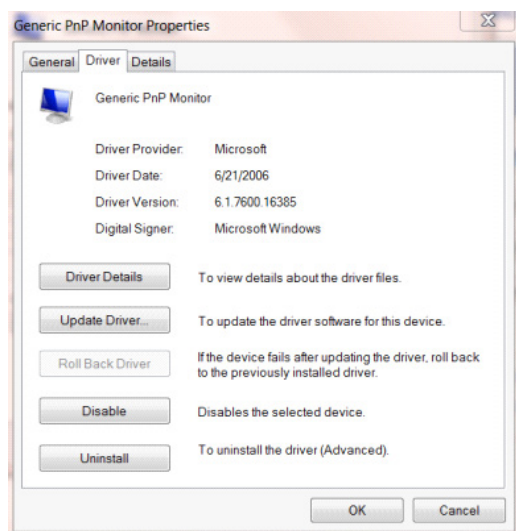 Generic PnP Monitor Properties
General Driver Details
Generic PnP Monitor
Driver Provider: Microsoft
Driver Date: 6/21/2006
Driver Version: 6.1.7600.16385
Digital Signer: Microsoft Windows
Driver Details To view details about the driver files.
Update Driver... To update the driver software for this device.
Roll Back Driver If the device fails after updating the driver, roll back
to the previously installed driver.
Disable Disables the selected device.
Uninstall To uninstall the driver (Advanced).
OK Cancel